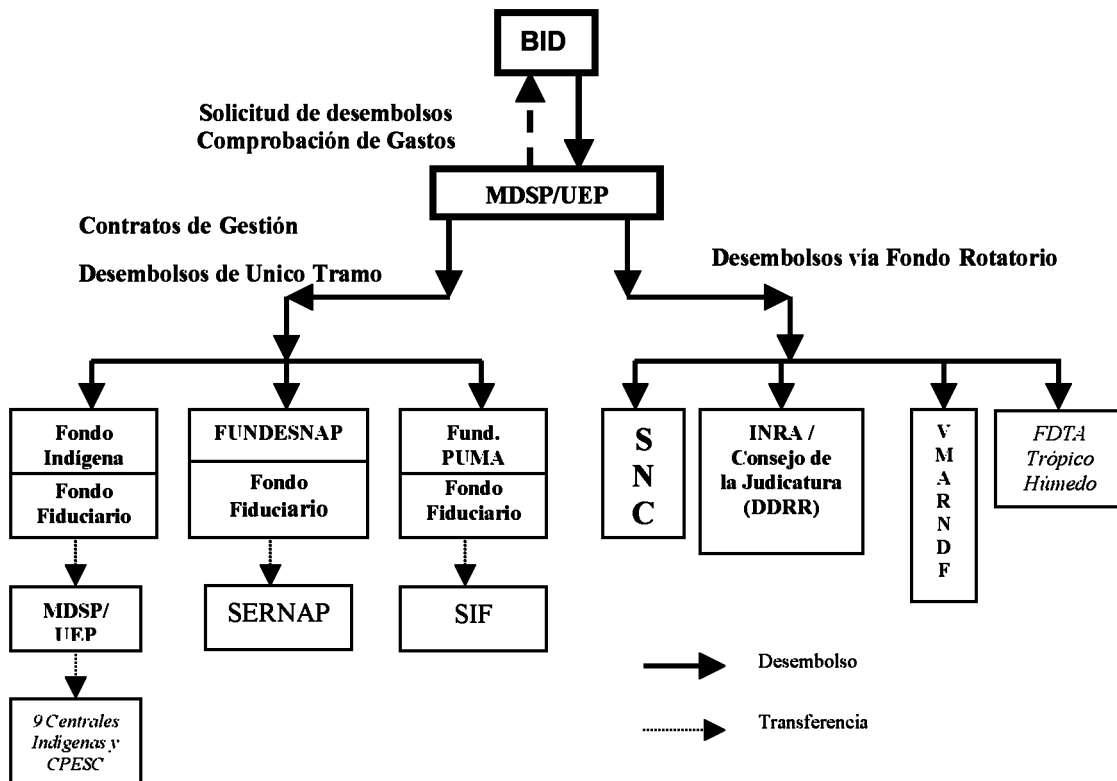 BID
Solicitud de desembolsos
Comprobación de Gastos
MDSP/UEP
Contratos de Gestión
Desembolsos de Unico Tramo
Desembolsos vía Fondo Rotatorio
Fondo
Indígena
Fondo
Fiduciario
FUNDESNAP
Fondo
Fiduciario
Fund.
PUMA
Fondo
Fiduciario
S
N
C
INRA /
Consejo de
la Judicatura
(DDRR)
V
M
A
R
N
D
F
FDTA
Trópico
Húmedo
MDSP/
UEP
SERNAP
SIF
9 Centrales
Indígenas y
CPESC
Desembolso
Transferencia